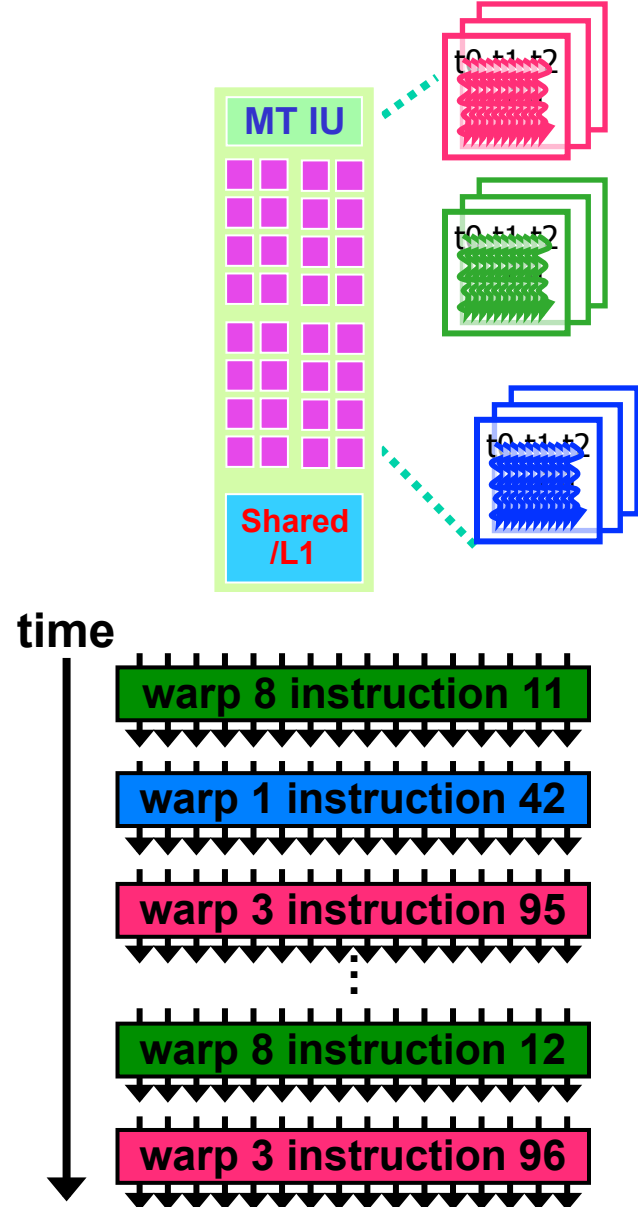 t0 t1 t2
MT IU
t0 t1 t2
t0 t1 t2
Shared
/L1
time
warp 8 instruction 11
warp 1 instruction 42
warp 3 instruction 95
⋮
warp 8 instruction 12
warp 3 instruction 96